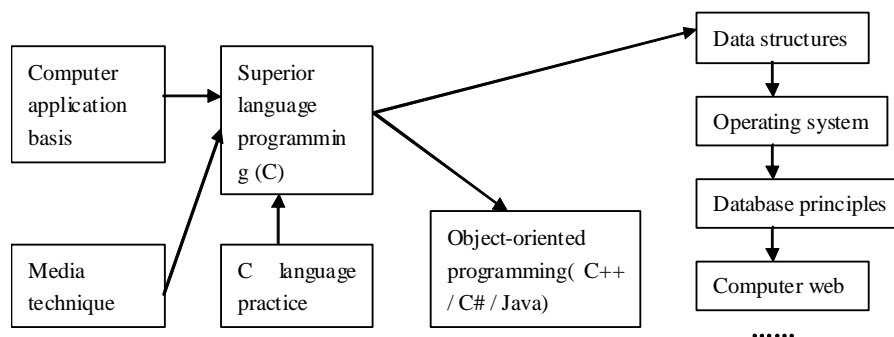 Computer
application
basis
Media
technique
Superior
language
programmin
g (C)
C language
practice
Object-oriented
programming( C++
/ C# / Java)
Data structures
Operating system
Database principles
Computer web
......